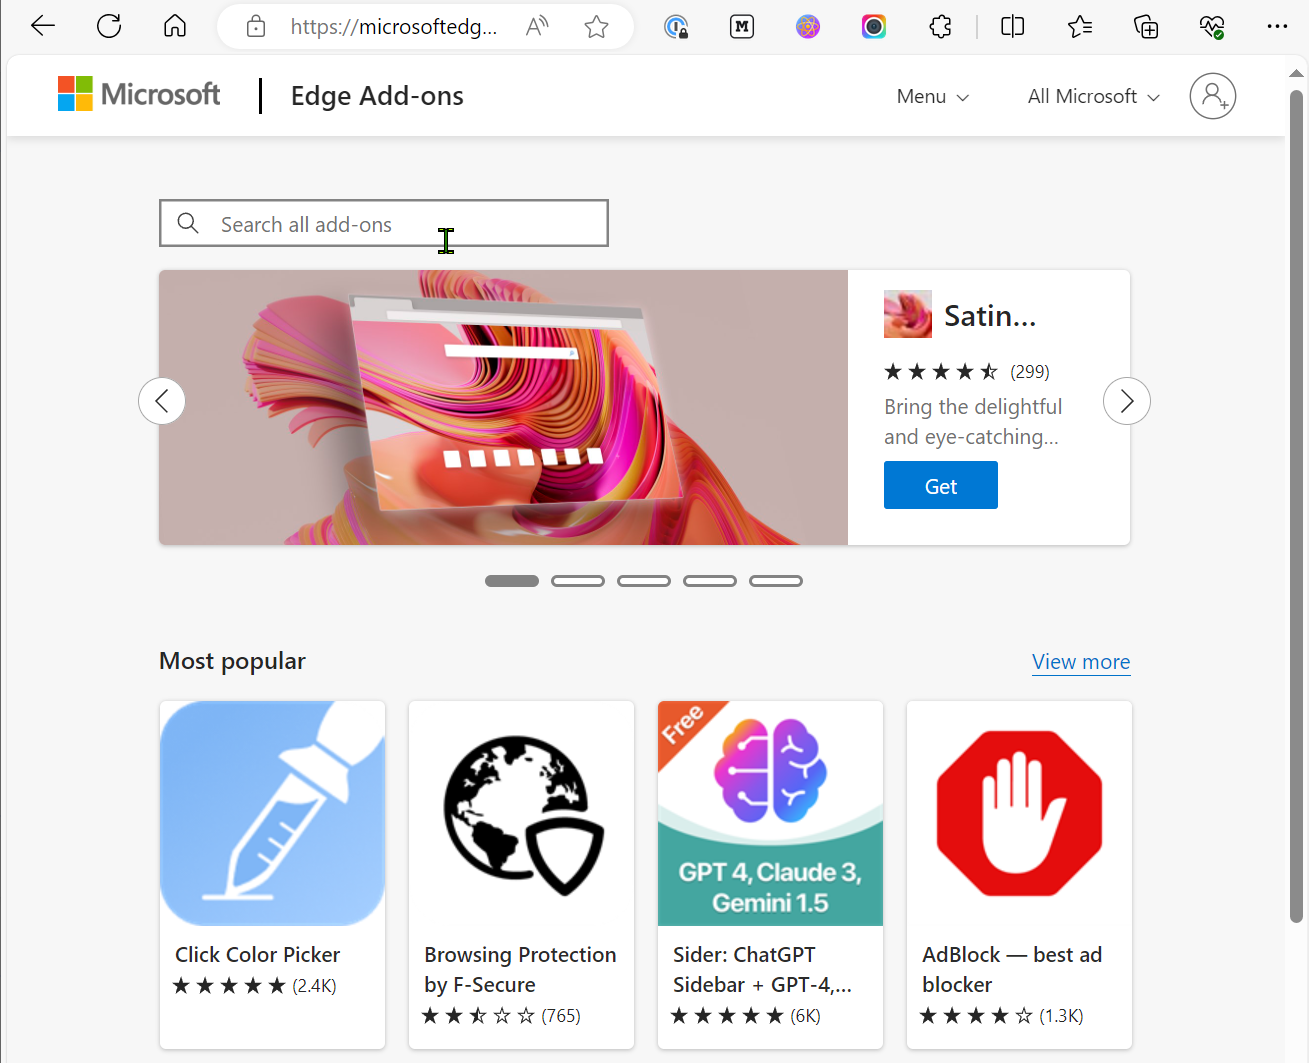 https://microsoftedg...
M
Microsoft
Edge Add-ons
Menu
All Microsoft
Search all add-ons
Satin...
(299)
Bring the delightful
and eye-catching...
Get
Most popular
View more
Free
GPT 4, Claude 3,
Gemini 1.5
Click Color Picker
(2.4K)
Browsing Protection
by F-Secure
(765)
Sider: ChatGPT
Sidebar + GPT-4,...
(6K)
AdBlock — best ad
blocker
(1.3K)